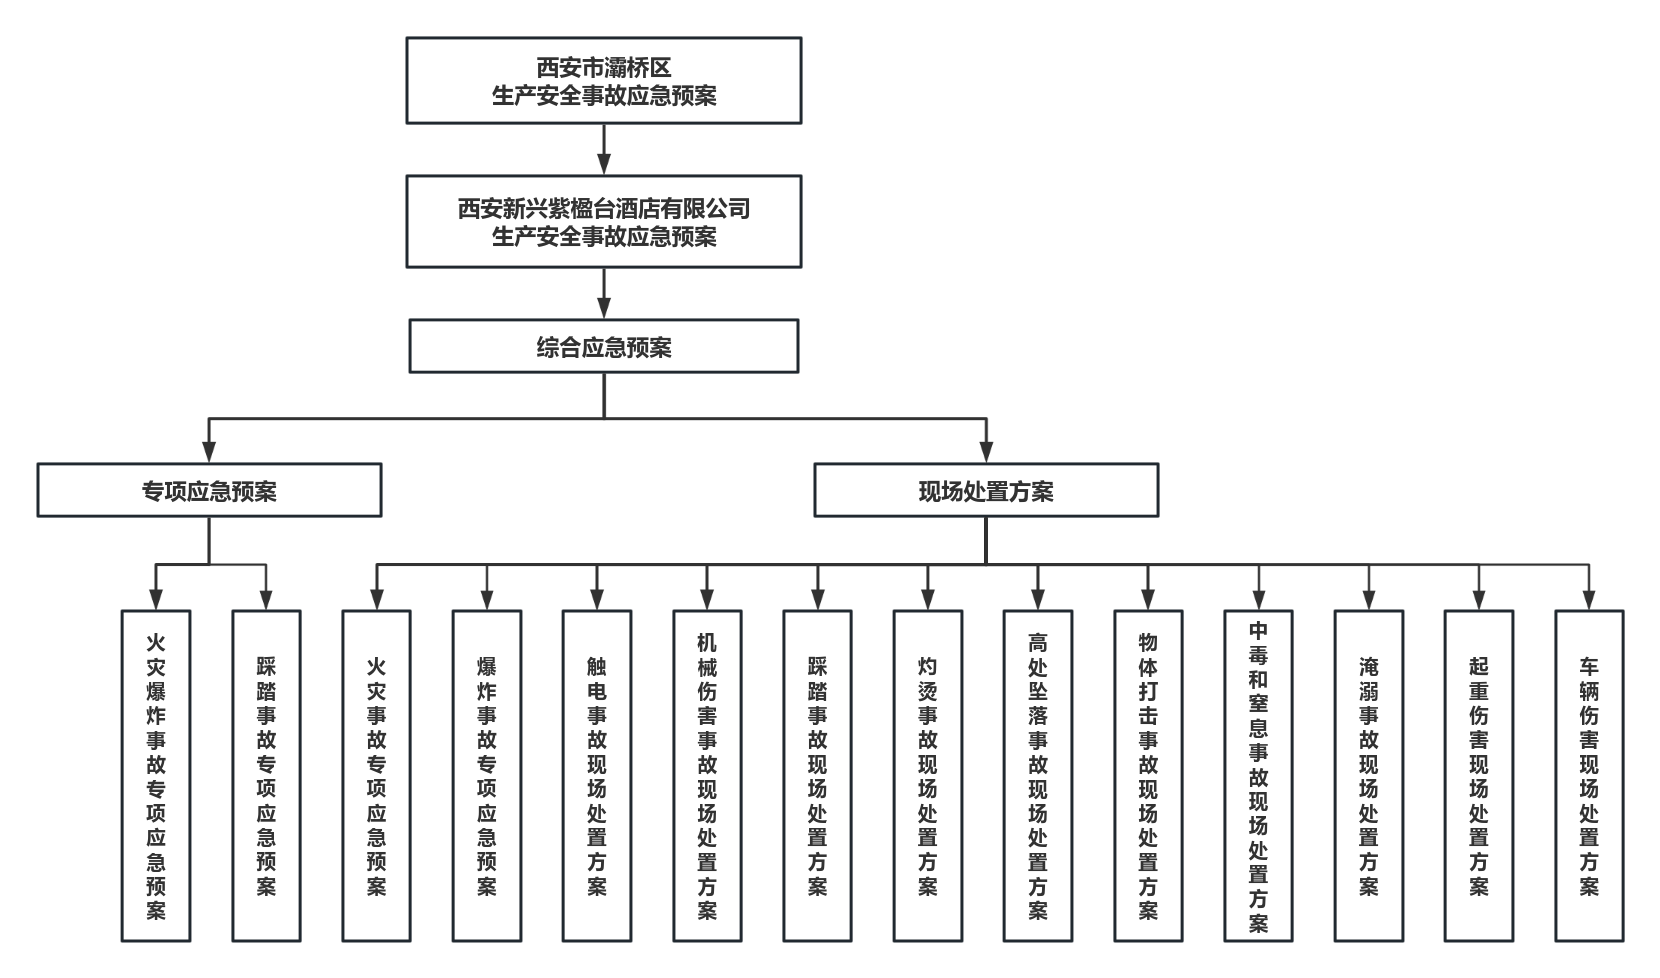 西安市灞桥区
生产安全事故应急预案
西安新兴紫楹台酒店有限公司
生产安全事故应急预案
综合应急预案
专项应急预案
现场处置方案
火灾爆炸事故专项应急预案
踩踏事故专项应急预案
火灾事故专项应急预案
爆炸事故专项应急预案
触电事故现场处置方案
机械伤害事故现场处置方案
踩踏事故现场处置方案
灼烫事故现场处置方案
高处坠落事故现场处置方案
物体打击事故现场处置方案
中毒和窒息事故现场处置方案
淹溺事故现场处置方案
起重伤害现场处置方案
车辆伤害现场处置方案